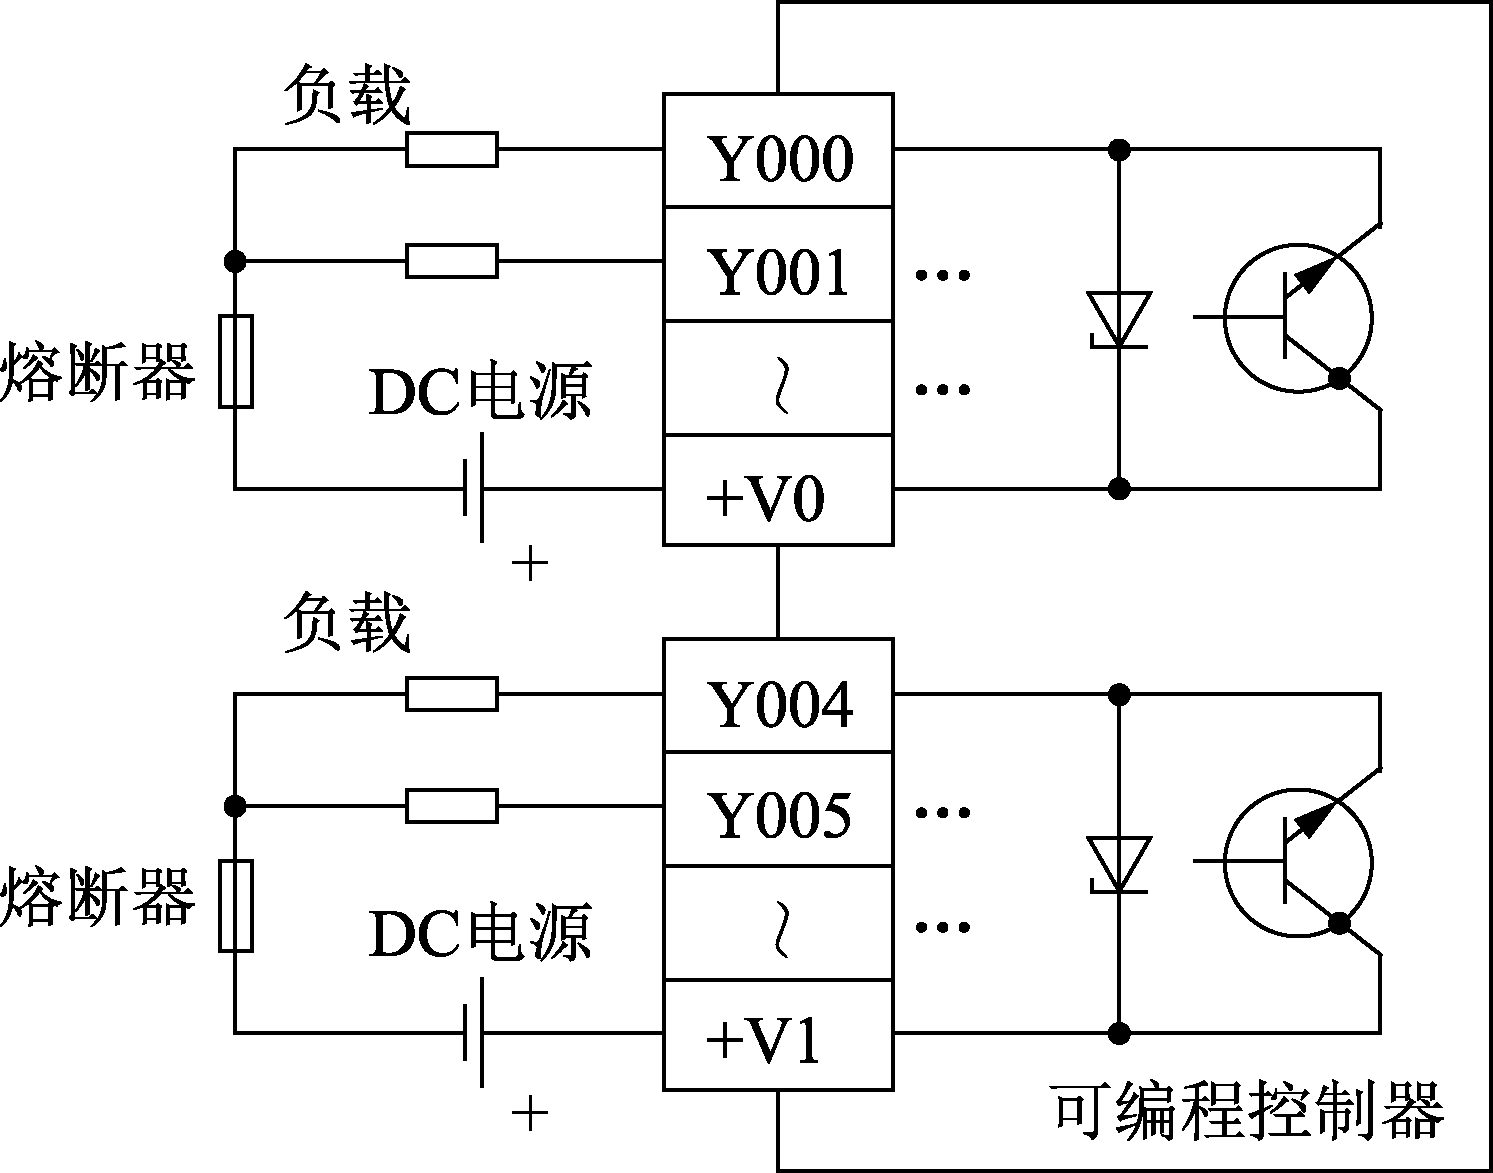 负载
Y000
Y001
…
熔断器
DC电源
~
…
+V0
+
负载
Y004
Y005
…
熔断器
DC电源
~
…
+V1
+
可编程控制器